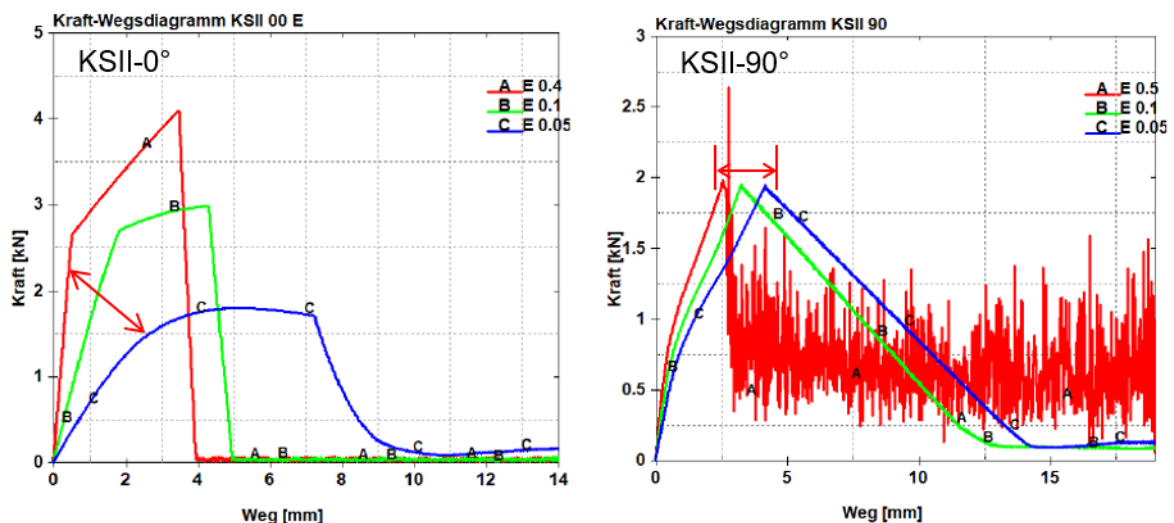 Kraft-Wegsdiagramm KSII 00 E
KSII-0°
A E 0.4
B E 0.1
C E 0.05
Kraft [kN]
5
4
3
2
1
0
A
B
B
C
C
C
A
B
A
B
C
A
B
C
0 2 4 6 8 10 12 14
Weg [mm]
Kraft-Wegsdiagramm KSII 90
KSII-90°
A E 0.5
B E 0.1
C E 0.05
Kraft [kN]
3
2.5
2
1.5
1
0.5
0
B
C
B
C
A
A
B
C
A
B
C
A
B
C
0 5 10 15
Weg [mm]